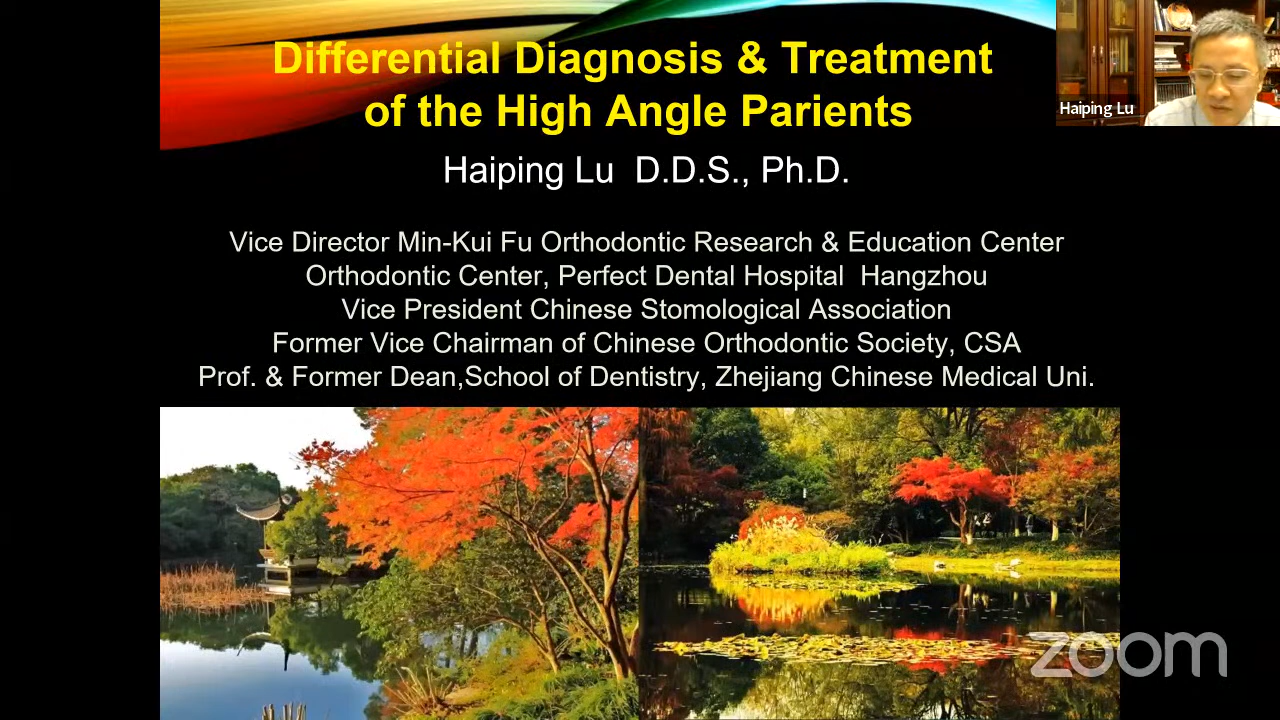 Differential Diagnosis & Treatment
of the High Angle Parients
Haiping Lu
Haiping Lu D.D.S., Ph.D.
Vice Director Min-Kui Fu Orthodontic Research & Education Center
Orthodontic Center, Perfect Dental Hospital Hangzhou
Vice President Chinese Stomological Association
Former Vice Chairman of Chinese Orthodontic Society, CSA
Prof. & Former Dean,School of Dentistry, Zhejiang Chinese Medical Uni.
zoom